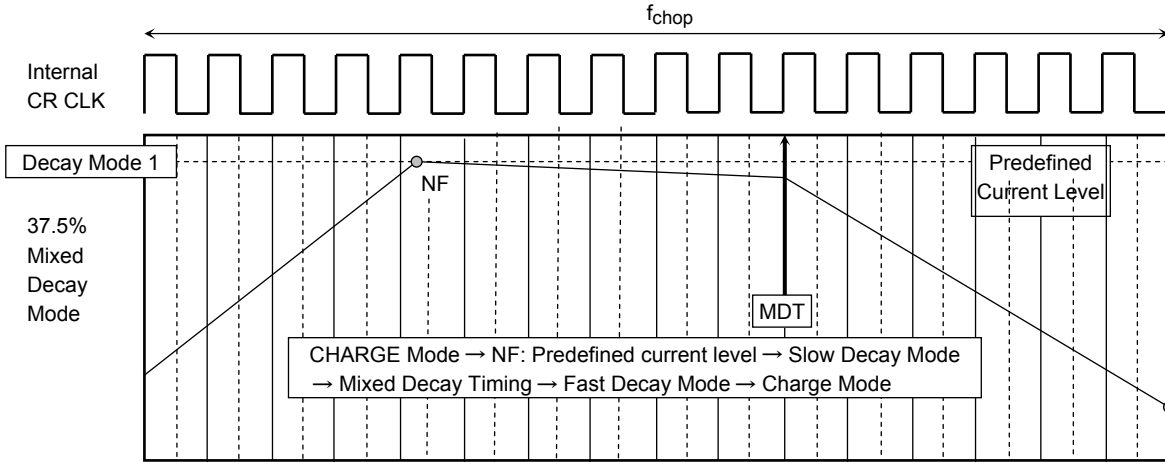 fchop
Internal
CR CLK
Decay Mode 1
Predefined
Current Level
NF
37.5%
Mixed
Decay
Mode
MDT
CHARGE Mode → NF: Predefined current level → Slow Decay Mode
→ Mixed Decay Timing → Fast Decay Mode → Charge Mode